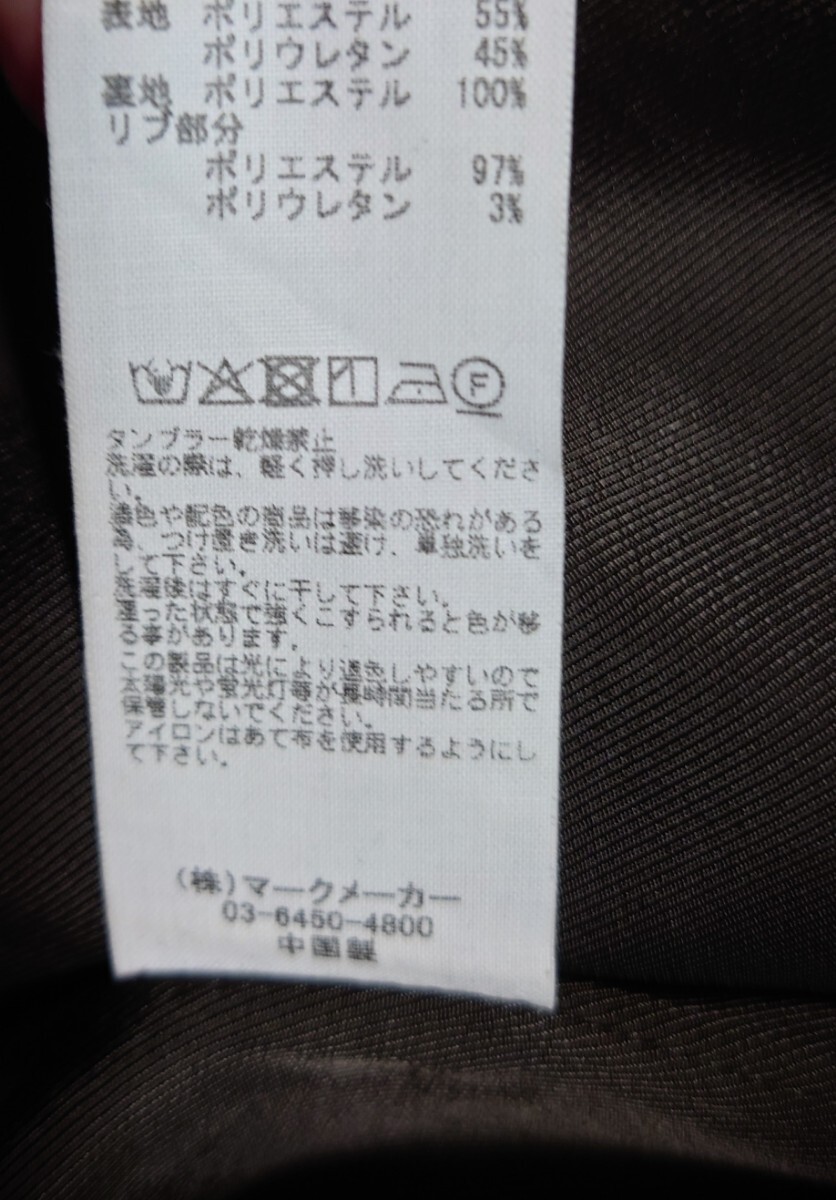 表地 ポリエステル 55%
ポリウレタン 45%
裏地 ポリエステル 100%
リブ部分
ポリエステル 97%
ポリウレタン 3%
F
タンブラー乾燥禁止
洗濯の際は、軽く押し洗いしてくださ
い。
濃色や配色の商品は移染の恐れがある
為、つけ置き洗いは避け、単独洗いを
して下さい。
洗濯後はすぐに干して下さい。
湿った状態で強くこすられると色が移
る事があります。
この製品は光により退色しやすいので
太陽光や蛍光灯等が長時間当たる所で
保管しないでください。
アイロンはあて布を使用するようにし
て下さい。
(株)マークメーカー
03-6450-4800
中国製